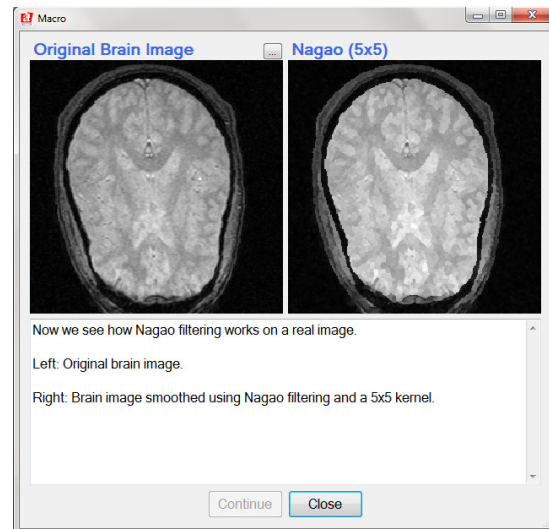 Macro
Original Brain Image
...
Nagao (5x5)
Now we see how Nagao filtering works on a real image.
Left: Original brain image.
Right: Brain image smoothed using Nagao filtering and a 5x5 kernel.
Continue
Close